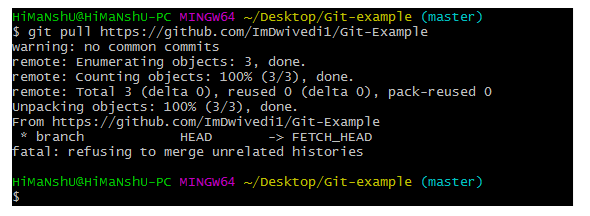 HiMaNshU@HiMaNshU-PC MINGW64 ~/Desktop/Git-example (master)
$ git pull https://github.com/ImDwivedi1/Git-Example
warning: no common commits
remote: Enumerating objects: 3, done.
remote: Counting objects: 100% (3/3), done.
remote: Total 3 (delta 0), reused 0 (delta 0), pack-reused 0
Unpacking objects: 100% (3/3), done.
From https://github.com/ImDwivedi1/Git-Example
 * branch            HEAD       -> FETCH_HEAD
fatal: refusing to merge unrelated histories

HiMaNshU@HiMaNshU-PC MINGW64 ~/Desktop/Git-example (master)
$